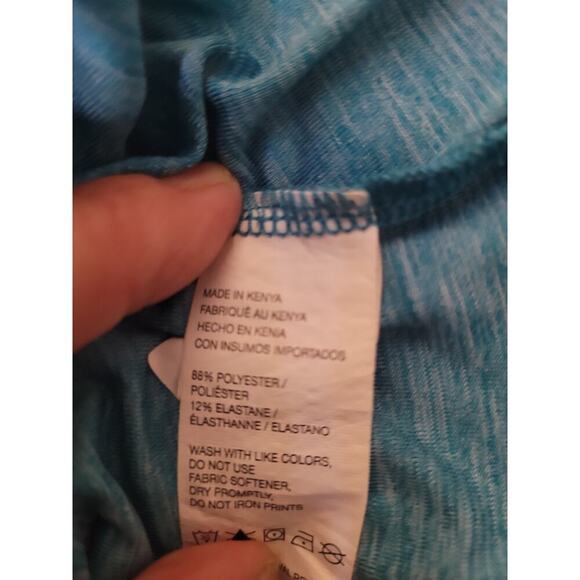 MADE IN KENYA
FABRIQUÉ AU KENYA
HECHO EN KENIA
CON INSUMOS IMPORTADOS
88% POLYESTER /
POLIÉSTER
12% ELASTANE /
ÉLASTHANNE / ELASTANO
WASH WITH LIKE COLORS,
DO NOT USE
FABRIC SOFTENER,
DRY PROMPTLY,
DO NOT IRON PRINTS